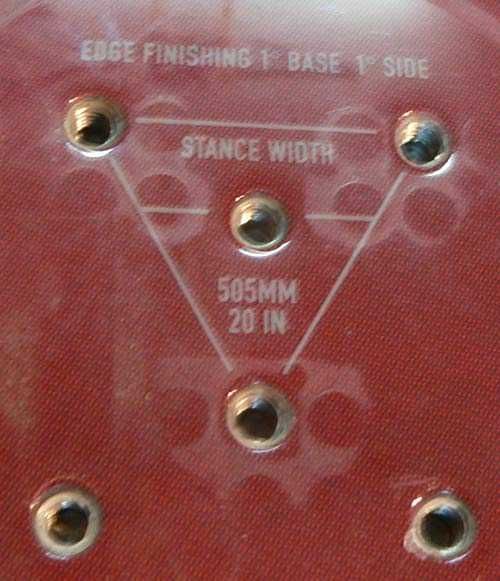 EDGE FINISHING 1° BASE 1° SIDE
STANCE WIDTH
505MM
20 IN